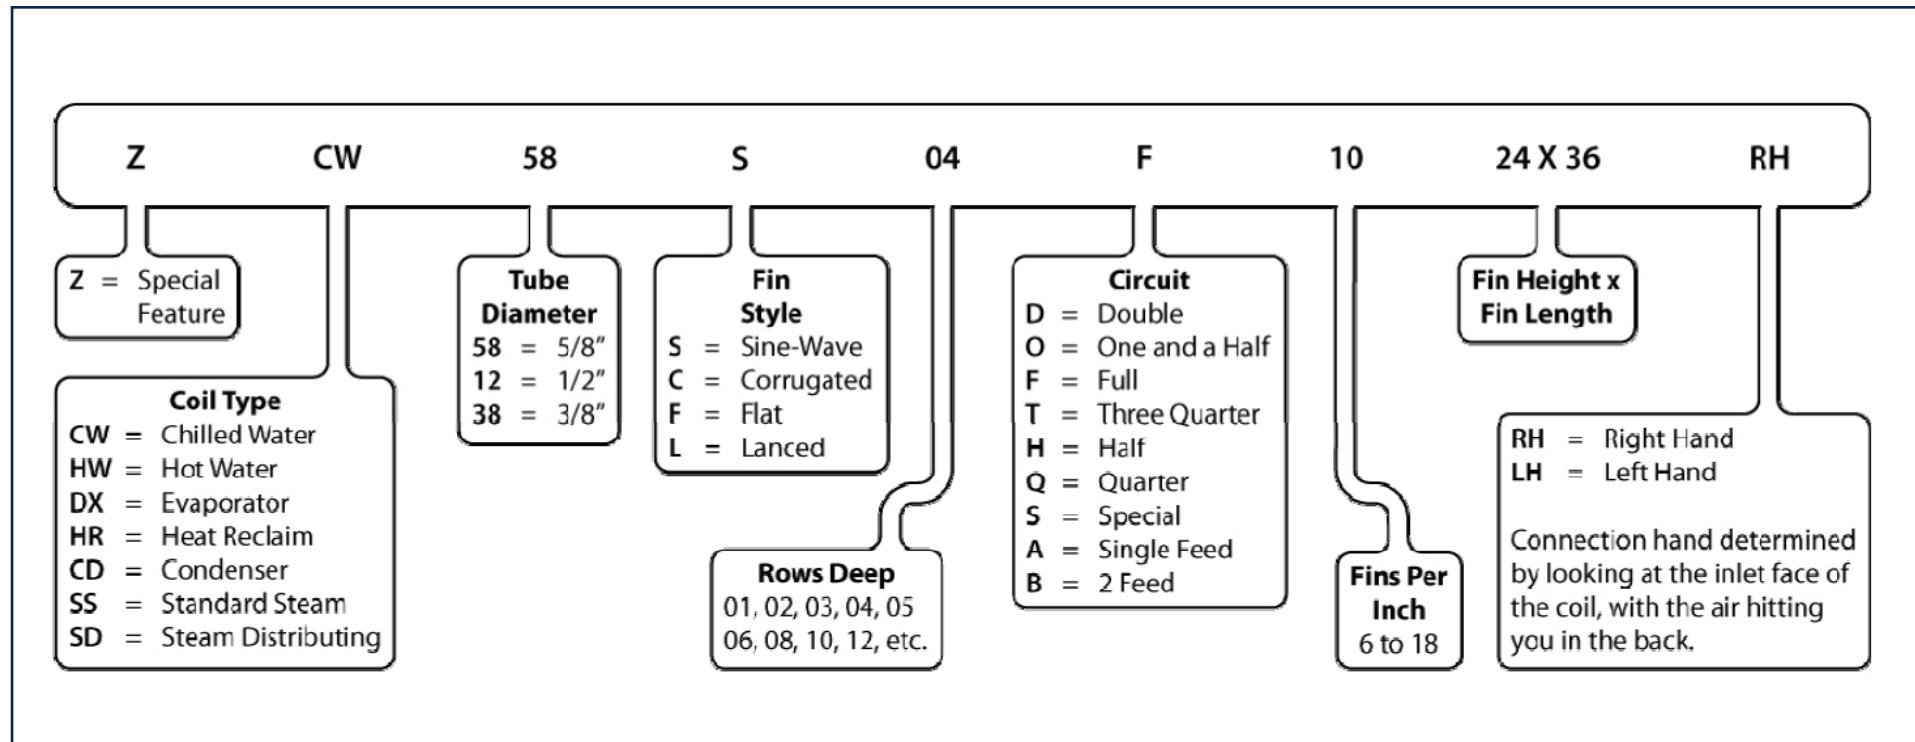 Z CW 58 S 04 F 10 24 X 36 RH
Z = Special
Feature
Coil Type
CW = Chilled Water
HW = Hot Water
DX = Evaporator
HR = Heat Reclaim
CD = Condenser
SS = Standard Steam
SD = Steam Distributing
Tube
Diameter
58 = 5/8”
12 = 1/2”
38 = 3/8”
Fin
Style
S = Sine-Wave
C = Corrugated
F = Flat
L = Lanced
Rows Deep
01, 02, 03, 04, 05
06, 08, 10, 12, etc.
Circuit
D = Double
O = One and a Half
F = Full
T = Three Quarter
H = Half
Q = Quarter
S = Special
A = Single Feed
B = 2 Feed
Fins Per
Inch
6 to 18
Fin Height x
Fin Length
RH = Right Hand
LH = Left Hand
Connection hand determined
by looking at the inlet face of
the coil, with the air hitting
you in the back.